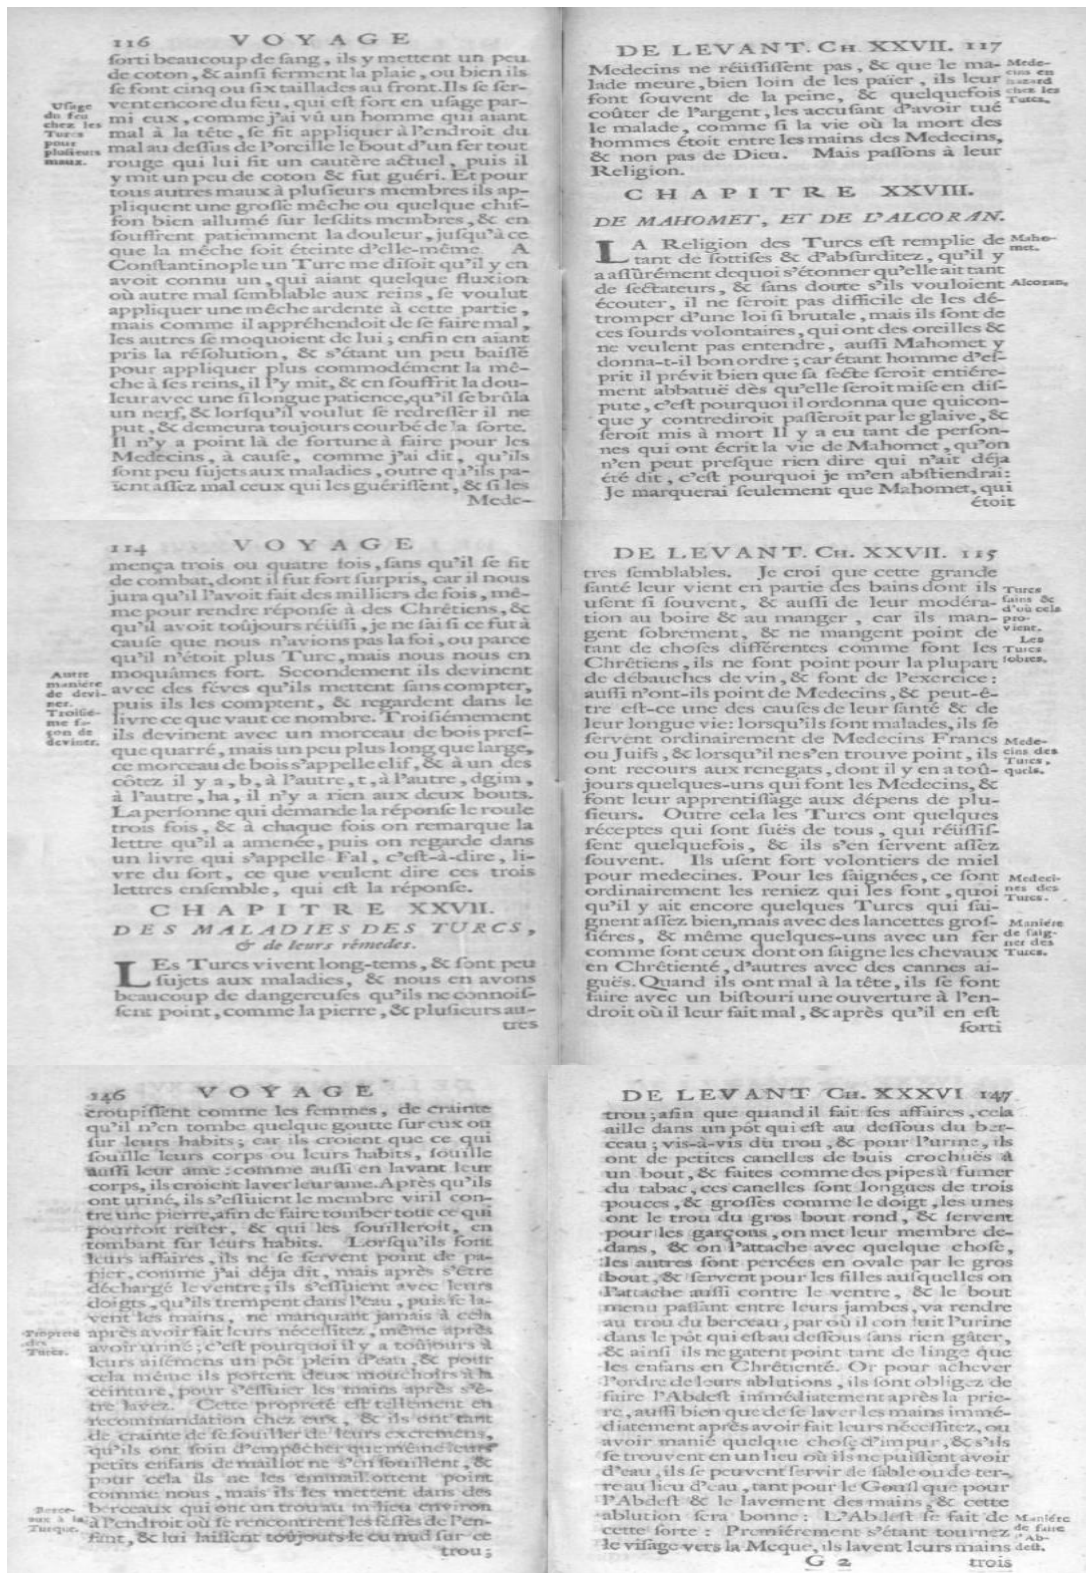 116 VOYAGE
ſorti beaucoup de ſang, ils y mettent un peu
de coton, & ainſi ferment la plaie, ou bien ils
ſe font cinq ou ſix taillades au front. Ils ſe ſer-
vent encore du feu, qui eſt fort en uſage par-
mi eux, comme j'ai vû un homme qui aiant
mal à la tête, ſe fit appliquer à l'endroit du
mal au deſſus de l'oreille le bout d'un fer tout
rouge qui lui fit un cautère actuel, puis il
y mit un peu de coton & fut guéri. Et pour
tous autres maux à pluſieurs membres ils ap-
pliquent une groſſe mêche ou quelque chif-
fon bien allumé ſur leſdits membres, & en
ſouffrent patiemment la douleur, juſqu'à ce
que la mêche ſoit éteinte d'elle-même. A
Conſtantinople un Turc me diſoit qu'il y en
avoit connu un, qui aiant quelque fluxion
où autre mal ſemblable aux reins, ſe voulut
appliquer une mêche ardente à cette partie,
mais comme il appréhendoit de ſe faire mal,
les autres ſe moquoient de lui; enfin en aiant
pris la réſolution, & s'étant un peu baiſſé
pour appliquer plus commodément la mê-
che à ſes reins, il l'y mit, & en ſouffrit la dou-
leur avec une ſi longue patience, qu'il ſe brûla
un nerf, & lorſqu'il voulut ſe redreſſer il ne
put, & demeura toujours courbé de la ſorte.
Il n'y a point là de fortune à faire pour les
Medecins, à cauſe, comme j'ai dit, qu'ils
ſont peu ſujets aux maladies, outre qu'ils pa-
ïent aſſez mal ceux qui les guériſſent, & ſi les
Mede-
Uſage
du feu
chez les
Turcs
pour
pluſieurs
maux.
DE LEVANT. CH. XXVII. 117
Medecins ne réüſſiſſent pas, & que le ma-
lade meure, bien loin de les païer, ils leur
font ſouvent de la peine, & quelquefois
coûter de l'argent, les accuſant d'avoir tué
le malade, comme ſi la vie où la mort des
hommes étoit entre les mains des Medecins,
& non pas de Dieu. Mais paſſons à leur
Religion.
Mede-
cins en
hazard
chez les
Turcs.
CHAPITRE XXVIII.
DE MAHOMET, ET DE L'ALCORAN.
LA Religion des Turcs eſt remplie de
tant de ſottiſes & d'abſurditez, qu'il y
a aſſûrément dequoi s'étonner qu'elle ait tant
de ſectateurs, & ſans doute s'ils vouloient
écouter, il ne ſeroit pas difficile de les dé-
tromper d'une loi ſi brutale, mais ils ſont de
ces ſourds volontaires, qui ont des oreilles &
ne veulent pas entendre, auſſi Mahomet y
donna-t-il bon ordre; car étant homme d'eſ-
prit il prévit bien que ſa ſecte ſeroit entiére-
ment abbatuë dès qu'elle ſeroit miſe en diſ-
pute, c'eſt pourquoi il ordonna que quicon-
que y contrediroit paſſeroit par le glaive, &
ſeroit mis à mort Il y a eu tant de perſon-
nes qui ont écrit la vie de Mahomet, qu'on
n'en peut preſque rien dire qui n'ait déja
été dit, c'eſt pourquoi je m'en abſtiendrai:
Je marquerai ſeulement que Mahomet, qui
étoit
Maho-
met.
Alcoran.
114 VOYAGE
mença trois ou quatre fois, ſans qu'il ſe fit
de combat, dont il fut fort ſurpris, car il nous
jura qu'il l'avoit fait des milliers de fois, mê-
me pour rendre réponſe à des Chrétiens, &
qu'il avoit toûjours réüſſi, je ne ſai ſi ce fut à
cauſe que nous n'avions pas la foi, ou parce
qu'il n'étoit plus Turc, mais nous nous en
moquâmes fort. Secondement ils devinent
avec des féves qu'ils mettent ſans compter,
puis ils les comptent, & regardent dans le
livre ce que vaut ce nombre. Troiſiémement
ils devinent avec un morceau de bois preſ-
que quarré, mais un peu plus long que large,
ce morceau de bois s'appelle elif, & à un des
côtez il y a, b, à l'autre, t, à l'autre, dgim,
à l'autre, ha, il n'y a rien aux deux bouts.
La perſonne qui demande la réponſe le roule
trois fois, & à chaque fois on remarque la
lettre qu'il a amenée, puis on regarde dans
un livre qui s'appelle Fal, c'eſt-à-dire, li-
vre du ſort, ce que veulent dire ces trois
lettres enſemble, qui eſt la réponſe.
Autre
maniere
de devi-
ner.
Troiſié-
me fa-
çon de
deviner.
CHAPITRE XXVII.
DES MALADIES DES TURCS,
& de leurs rémedes.
LES Turcs vivent long-tems, & ſont peu
ſujets aux maladies, & nous en avons
beaucoup de dangereuſes qu'ils ne connoiſ-
ſent point, comme la pierre, & pluſieurs au-
tres
DE LEVANT. CH. XXVII. 115
tres ſemblables. Je croi que cette grande
ſanté leur vient en partie des bains dont ils
uſent ſi ſouvent, & auſſi de leur modéra-
tion au boire & au manger, car ils man-
gent ſobrement, & ne mangent point de
tant de choſes différentes comme font les
Chrétiens, ils ne font point pour la plupart
de débauches de vin, & font de l'exercice:
auſſi n'ont-ils point de Medecins, & peut-ê-
tre eſt-ce une des cauſes de leur ſanté & de
leur longue vie: lorſqu'ils ſont malades, ils ſe
ſervent ordinairement de Medecins Francs
ou Juifs, & lorſqu'il ne s'en trouve point, ils
ont recours aux renegats, dont il y en a toû-
jours quelques-uns qui font les Medecins, &
font leur apprentiſſage aux dépens de plu-
ſieurs. Outre cela les Turcs ont quelques
réceptes qui ſont ſuës de tous, qui réüſſiſ-
ſent quelquefois, & ils s'en ſervent aſſez
ſouvent. Ils uſent fort volontiers de miel
pour medecines. Pour les ſaignées, ce ſont
ordinairement les reniez qui les font, quoi
qu'il y ait encore quelques Turcs qui ſai-
gnent aſſez bien, mais avec des lancettes groſ-
ſiéres, & même quelques-uns avec un fer
comme ſont ceux dont on ſaigne les chevaux
en Chrétienté, d'autres avec des cannes ai-
guës. Quand ils ont mal à la tête, ils ſe font
faire avec un biſtouri une ouverture à l'en-
droit où il leur fait mal, & après qu'il en eſt
ſorti
Turcs
ſains &
d'où cela
pro-
vient.
Les
Turcs
ſobres.
Mede-
cins des
Turcs,
quels.
Medeci-
nes des
Turcs.
Maniére
de ſaig-
ner des
Turcs.
146 VOYAGE
croupiſſent comme les femmes, de crainte
qu'il n'en tombe quelque goutte ſur eux ou
ſur leurs habits; car ils croient que ce qui
ſouille leurs corps ou leurs habits, ſouille
auſſi leur ame: comme auſſi en lavant leur
corps, ils croient laver leur ame. Après qu'ils
ont uriné, ils s'eſſuient le membre viril con-
tre une pierre, afin de faire tomber tout ce qui
pourroit reſter, & qui les ſouilleroit, en
tombant ſur leurs habits. Lorſqu'ils font
leurs affaires, ils ne ſe ſervent point de pa-
pier, comme j'ai déja dit, mais après s'être
déchargé le ventre; ils s'eſſuient avec leurs
doigts, qu'ils trempent dans l'eau, puis ſe la-
vent les mains, ne manquant jamais à cela
après avoir fait leurs néceſſitez, même après
avoir uriné; c'eſt pourquoi il y a toûjours à
leurs aiſémens un pôt plein d'eau, & pour
cela même ils portent deux mouchoirs à la
ceinture, pour s'eſſuier les mains après s'ê-
tre lavez. Cette propreté eſt tellement en
recommandation chez eux, & ils ont tant
de crainte de ſe ſouiller de leurs excremens,
qu'ils ont ſoin d'empêcher que même leurs
petits enfans de maillot ne s'en ſouillent, &
pour cela ils ne les emmaillottent point
comme nous, mais ils les mettent dans des
berceaux qui ont un trou au milieu environ
à l'endroit où ſe rencontrent les feſſes de l'en-
fant, & lui laiſſent toûjours le cu nud ſur ce
trou;
Propreté
des
Turcs.
Berce-
aux à la
Turque.
DE LEVANT CH. XXXVI 147
trou; afin que quand il fait ſes affaires, cela
aille dans un pôt qui eſt au deſſous du ber-
ceau; vis-à-vis du trou, & pour l'urine, ils
ont de petites canelles de buis crochuës à
un bout, & faites comme des pipes à fumer
du tabac, ces canelles ſont longues de trois
pouces, & groſſes comme le doigt, les unes
ont le trou du gros bout rond, & ſervent
pour les garçons, on met leur membre de-
dans, & on l'attache avec quelque choſe,
les autres ſont percées en ovale par le gros
bout, & ſervent pour les filles auſquelles on
l'attache auſſi contre le ventre, & le bout
menu paſſant entre leurs jambes, va rendre
au trou du berceau, par où il conduit l'urine
dans le pôt qui eſt au deſſous ſans rien gâter,
& ainſi ils ne gatent point tant de linge que
les enfans en Chrêtienté. Or pour achever
l'ordre de leurs ablutions, ils ſont obligez de
faire l'Abdeſt immédiatement après la prie-
re, auſſi bien que de ſe laver les mains immé-
diatement après avoir fait leurs néceſſitez, ou
avoir manié quelque choſe d'impur, & s'ils
ſe trouvent en un lieu où ils ne puiſſent avoir
d'eau, ils ſe peuvent ſervir de ſable ou de ter-
re au lieu d'eau, tant pour le Gouſl que pour
l'Abdeſt & le lavement des mains, & cette
ablution ſera bonne: L'Abdeſt ſe fait de
cette ſorte: Premiérement s'étant tournez
le viſage vers la Meque, ils lavent leurs mains
G 2 trois
Maniére
de faire
l'Ab-
deſt.